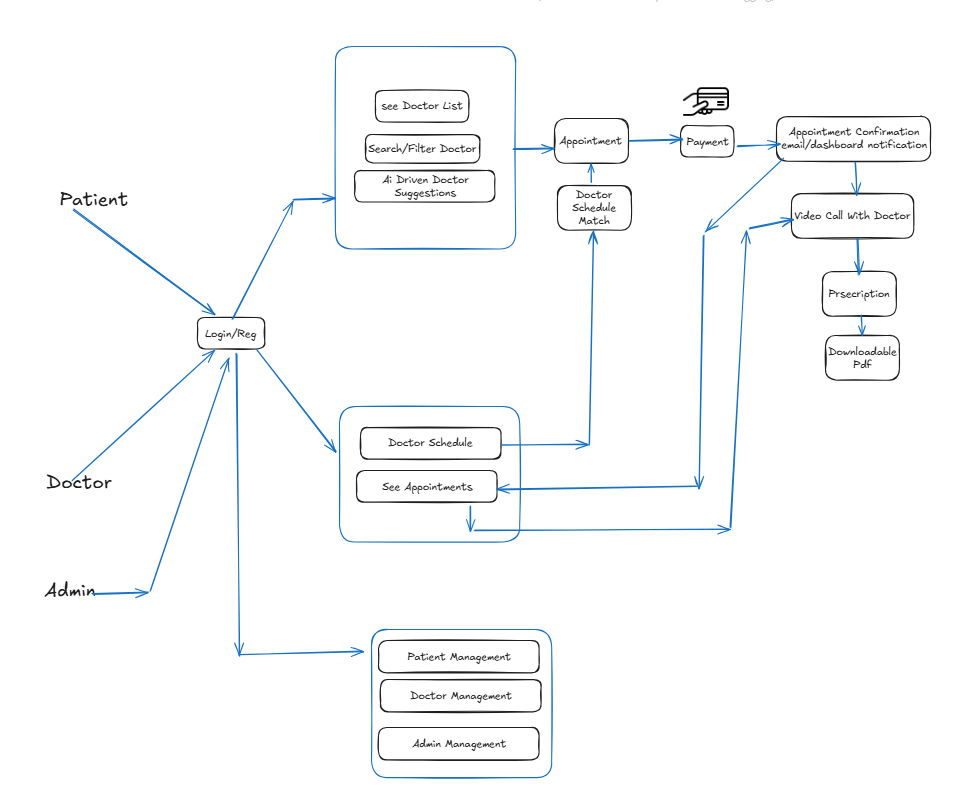 see Doctor List
Search/Filter Doctor
Ai Driven Doctor
Suggestions
Appointment
Payment
Appointment Confirmation
email/dashboard notification
Doctor
Schedule
Match
Video Call With Doctor
Patient
Prsecription
Login/Reg
Downloadable
Pdf
Doctor Schedule
See Appointments
Doctor
Admin
Patient Management
Doctor Management
Admin Management